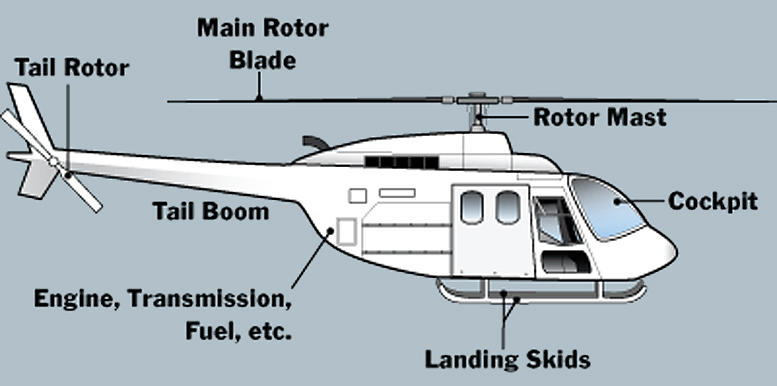 Main Rotor
Blade
Tail Rotor
Rotor Mast
Cockpit
Tail Boom
Engine, Transmission,
Fuel, etc.
Landing Skids